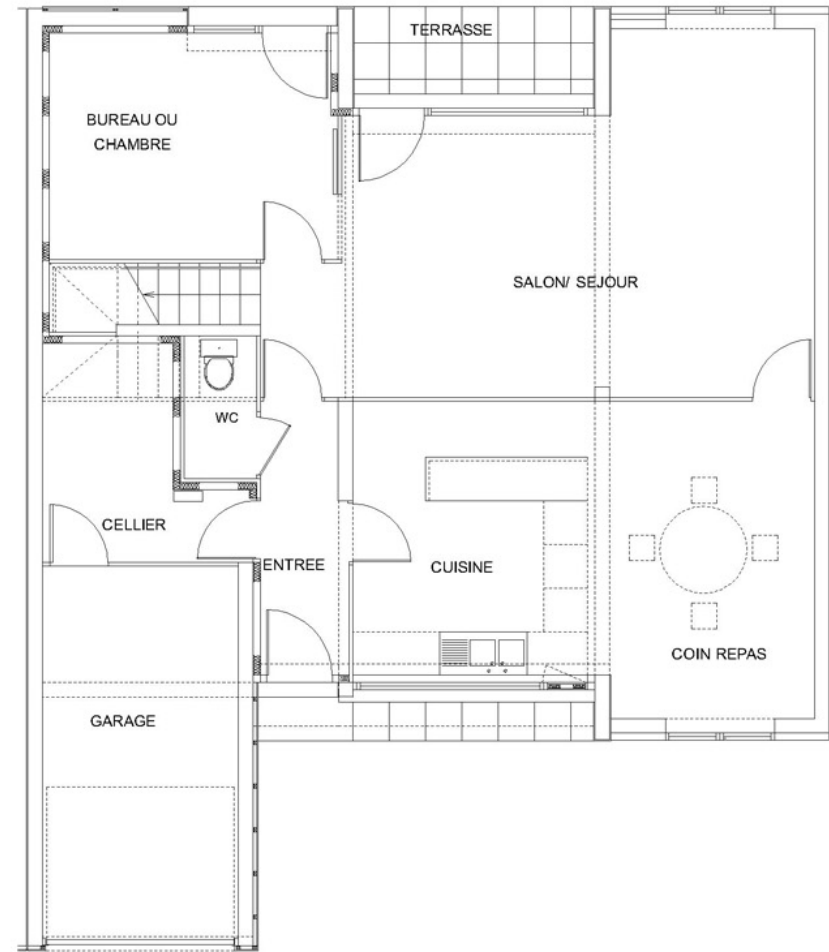 TERRASSE
BUREAU OU
CHAMBRE
SALON/ SEJOUR
WC
CELLIER
ENTREE
CUISINE
COIN REPAS
GARAGE